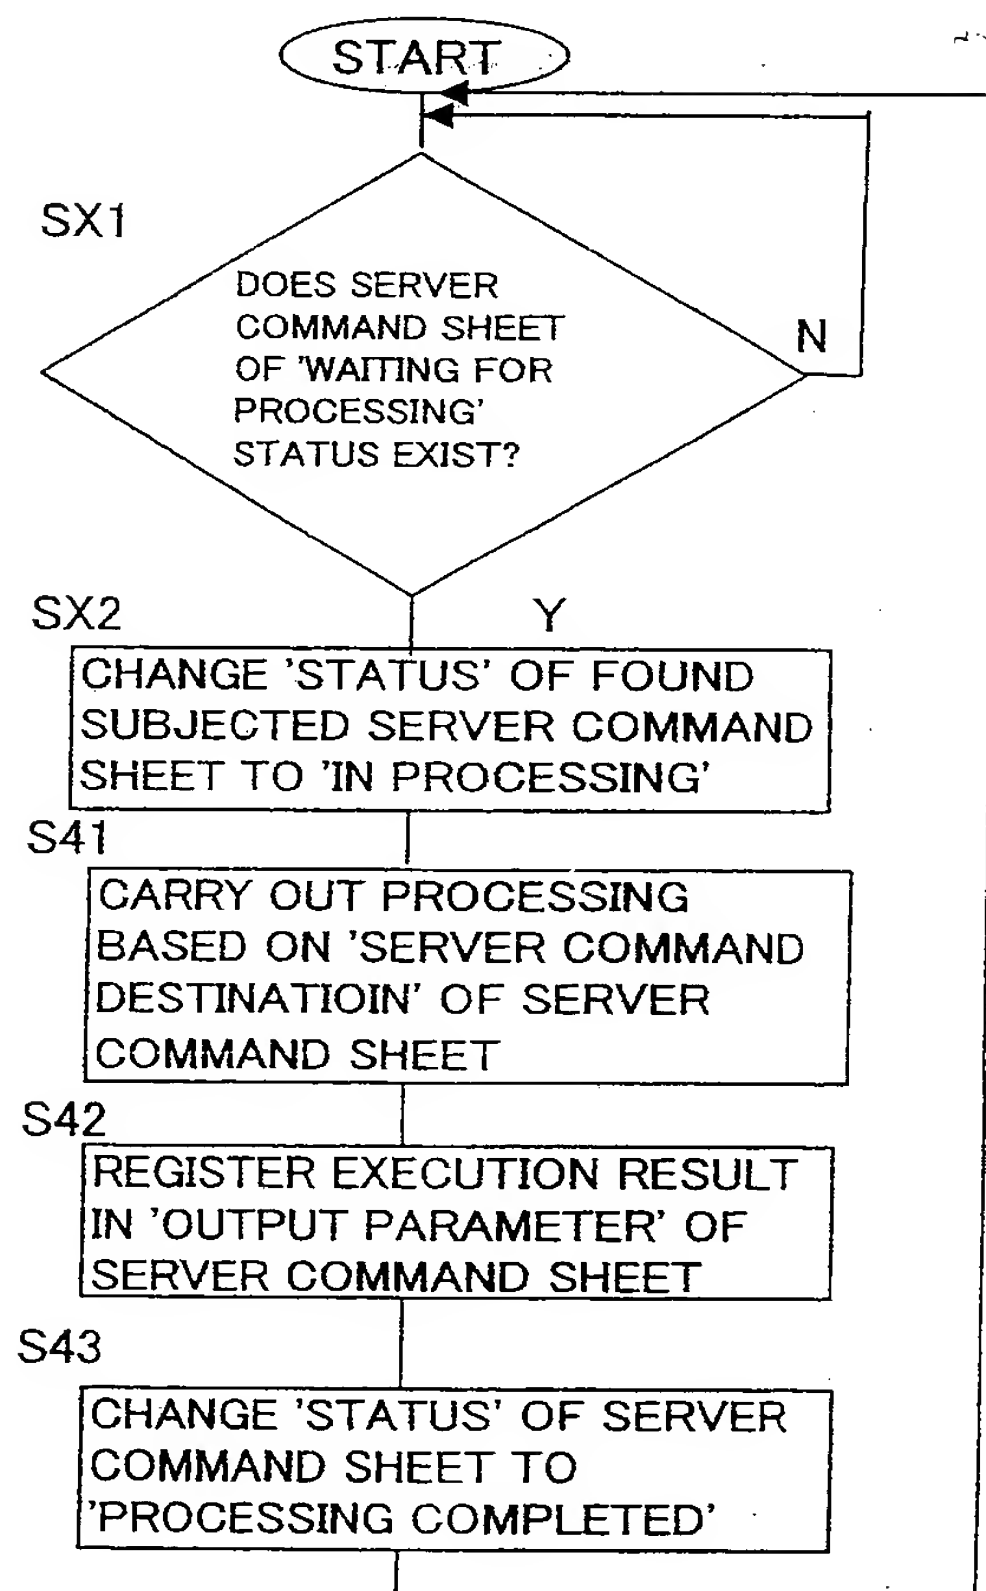 START
SX1
DOES SERVER
COMMAND SHEET
OF 'WAITING FOR
PROCESSING'
STATUS EXIST?
N
SX2
Y
CHANGE 'STATUS' OF FOUND
SUBJECTED SERVER COMMAND
SHEET TO 'IN PROCESSING'
S41
CARRY OUT PROCESSING
BASED ON 'SERVER COMMAND
DESTINATIOIN' OF SERVER
COMMAND SHEET
S42
REGISTER EXECUTION RESULT
IN 'OUTPUT PARAMETER' OF
SERVER COMMAND SHEET
S43
CHANGE 'STATUS' OF SERVER
COMMAND SHEET TO
'PROCESSING COMPLETED'